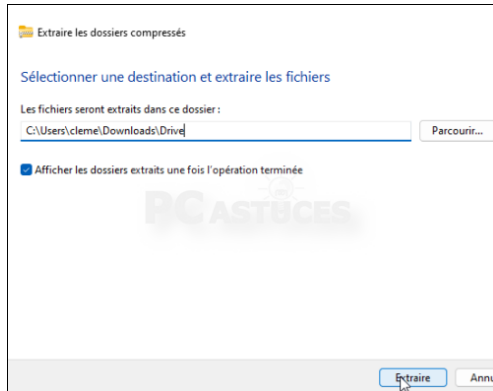 Extraire les dossiers compressés
Sélectionner une destination et extraire les fichiers
Les fichiers seront extraits dans ce dossier :
C:\Users\cleme\Downloads\Drive
Parcourir...
Afficher les dossiers extraits une fois l'opération terminée
PC ASTUCES
Extraire
Annu